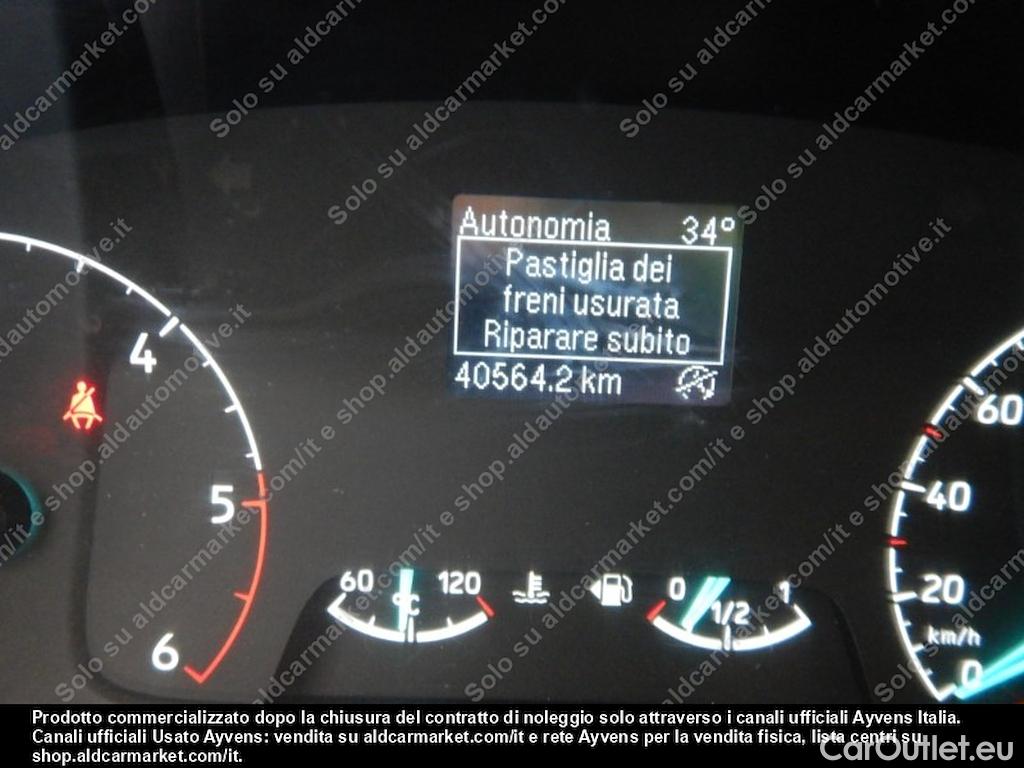 Autonomia 34°
Pastiglia dei
freni usurata
Riparare subito
40564.2 km
4
5
6
60 120
°C
0 1/2 1
60
40
20
km/h
0
Solo su aldcarmarket.com/it e shop.aldautomotive.it
Prodotto commercializzato dopo la chiusura del contratto di noleggio solo attraverso i canali ufficiali Ayvens Italia.
Canali ufficiali Usato Ayvens: vendita su aldcarmarket.com/it e rete Ayvens per la vendita fisica, lista centri su
shop.aldcarmarket.com/it.
CarOutlet.eu